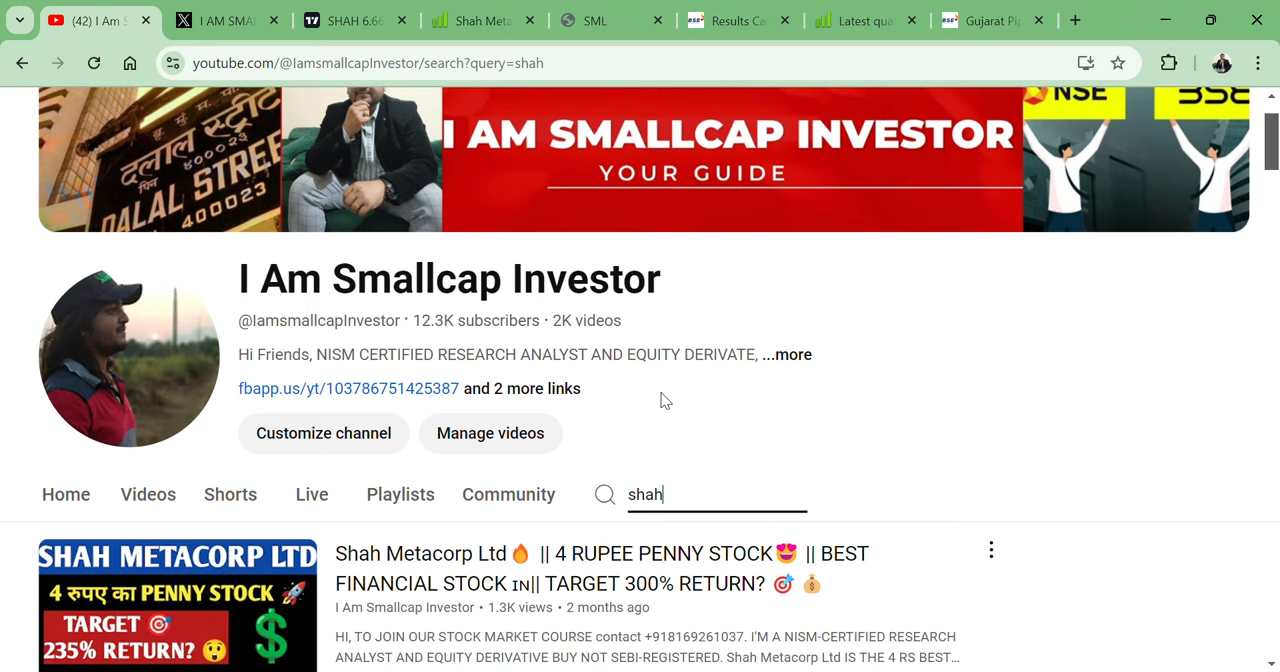 (42) I Am S
I AM SMA
SHAH 6.66
Shah Meta
SML
Results Ca
Latest qua
Gujarat Pi
youtube.com/@IamsmallcapInvestor/search?query=shah
दलाल स्ट्रीट
४०००२३
DALAL STREE
400023
I AM SMALLCAP INVESTOR
YOUR GUIDE
NSE
BSE
I Am Smallcap Investor
@IamsmallcapInvestor · 12.3K subscribers · 2K videos
Hi Friends, NISM CERTIFIED RESEARCH ANALYST AND EQUITY DERIVATE, ...more
fbapp.us/yt/103786751425387 and 2 more links
Customize channel
Manage videos
Home
Videos
Shorts
Live
Playlists
Community
shah
SHAH METACORP LTD
4 रुपए का PENNY STOCK 🚀
TARGET 🎯
235% RETURN? 😲
Shah Metacorp Ltd🔥 || 4 RUPEE PENNY STOCK😍 || BEST
FINANCIAL STOCK ɪɴ|| TARGET 300% RETURN? 🎯 💰
I Am Smallcap Investor • 1.3K views • 2 months ago
HI, TO JOIN OUR STOCK MARKET COURSE contact +918169261037. I'M A NISM-CERTIFIED RESEARCH
ANALYST AND EQUITY DERIVATIVE BUY NOT SEBI-REGISTERED. Shah Metacorp Ltd IS THE 4 RS BEST...